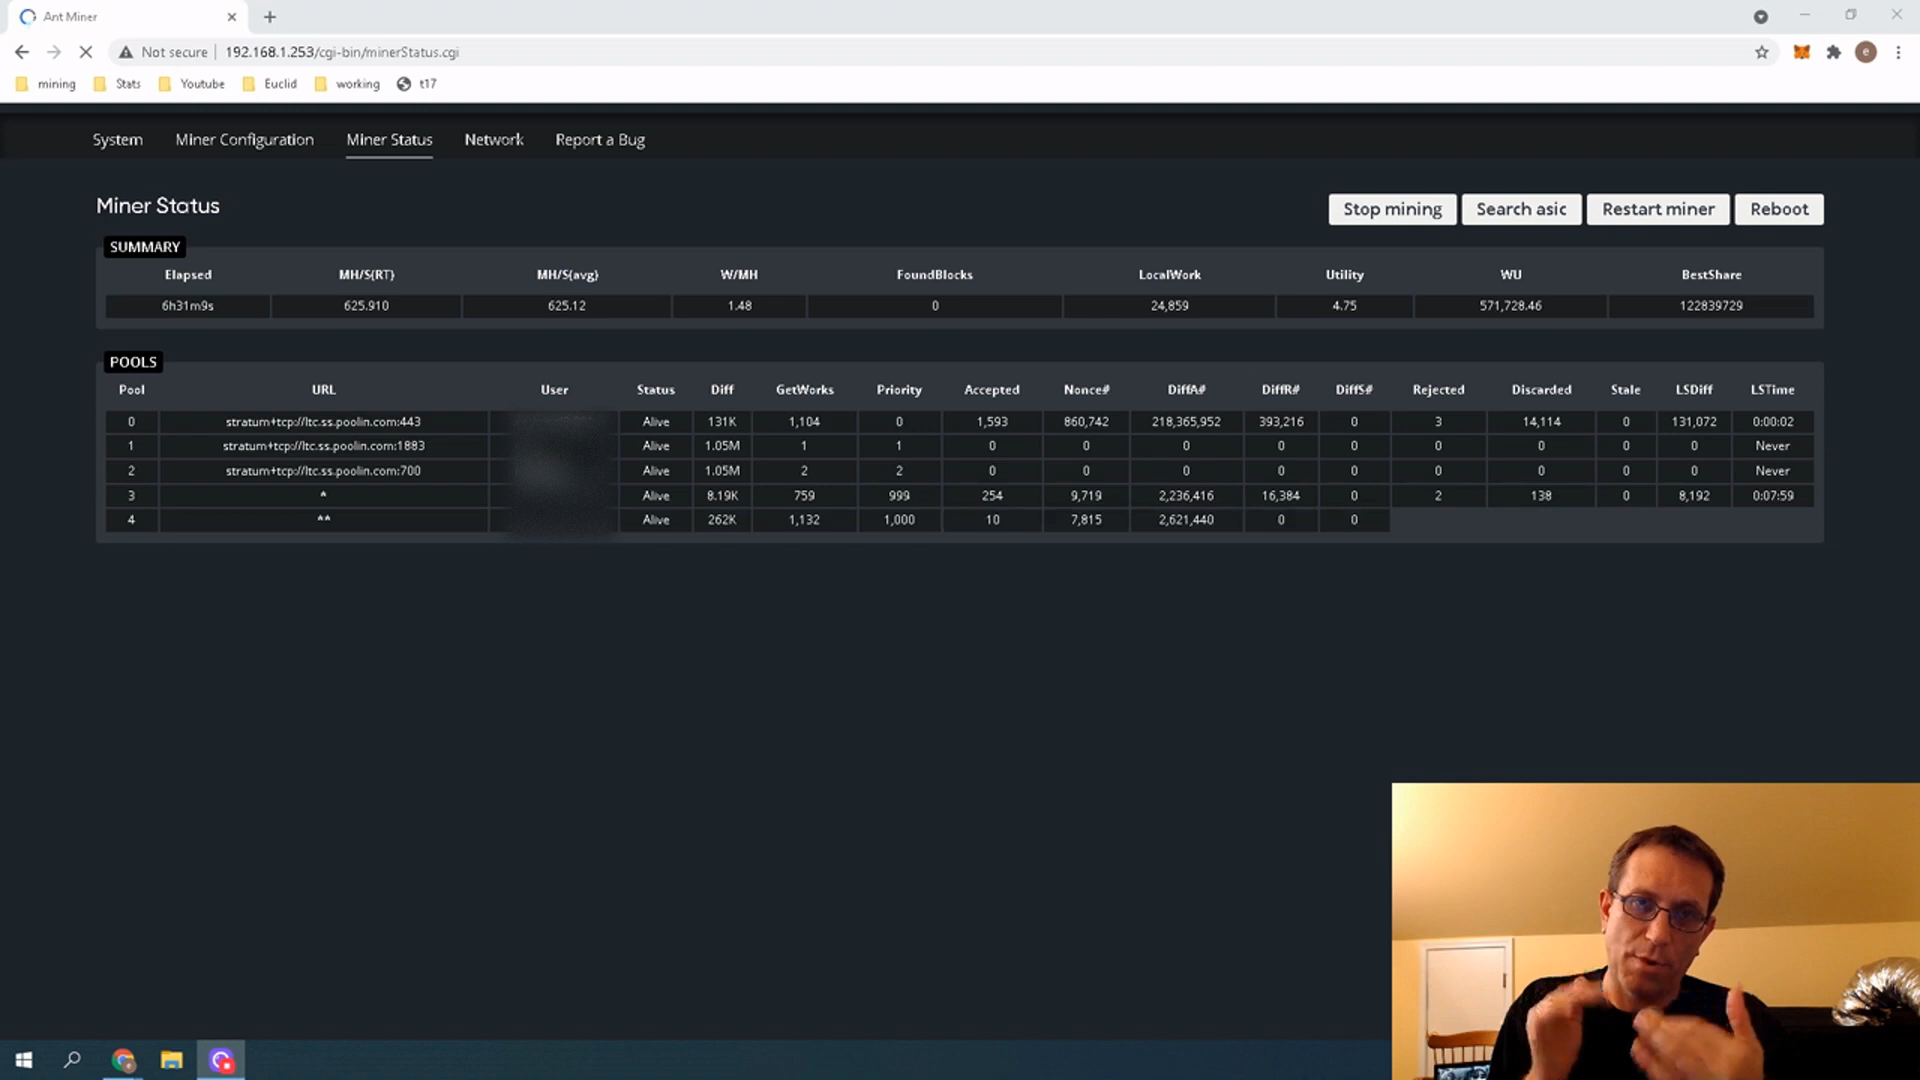 Ant Miner
Not secure 192.168.1.253/cgi-bin/minerStatus.cgi
e
mining Stats Youtube Euclid working t17
System Miner Configuration Miner Status Network Report a Bug
Miner Status
Stop mining Search asic Restart miner Reboot
SUMMARY
Elapsed MH/S(RT) MH/S(avg) W/MH FoundBlocks LocalWork Utility WU BestShare
6h31m9s 625.910 625.12 1.48 0 24,859 4.75 571,728.46 122839729
POOLS
Pool URL User Status Diff GetWorks Priority Accepted Nonce# DiffA# DiffR# DiffS# Rejected Discarded Stale LSDiff LSTime
0 stratum+tcp://ltc.ss.poolin.com:443 Alive 131K 1,104 0 1,593 860,742 218,365,952 393,216 0 3 14,114 0 131,072 0:00:02
1 stratum+tcp://ltc.ss.poolin.com:1883 Alive 1.05M 1 1 0 0 0 0 0 0 0 0 0 Never
2 stratum+tcp://ltc.ss.poolin.com:700 Alive 1.05M 2 2 0 0 0 0 0 0 0 0 0 Never
3 * Alive 8.19K 759 999 254 9,719 2,236,416 16,384 0 2 138 0 8,192 0:07:59
4 ** Alive 262K 1,132 1,000 10 7,815 2,621,440 0 0